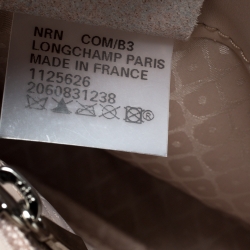 NRN COM/B3
LONGCHAMP PARIS
MADE IN FRANCE
1125626
2060831238